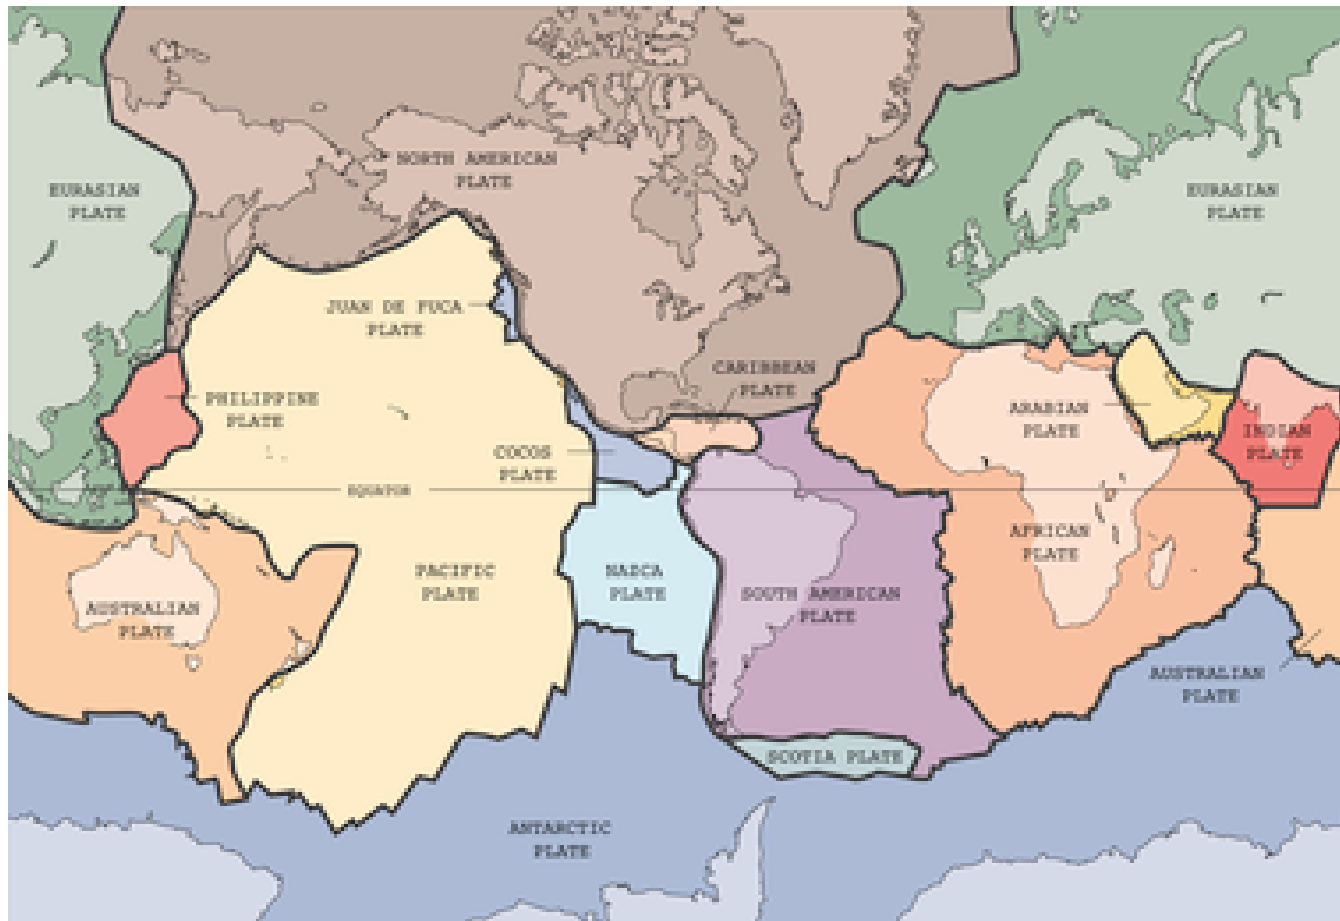 NORTH AMERICAN
PLATE
EURASIAN
PLATE
EURASIAN
PLATE
JUAN DE FUCA
PLATE
CARIBBEAN
PLATE
PHILIPPINE
PLATE
ARABIAN
PLATE
INDIAN
PLATE
COCOS
PLATE
EQUATOR
AFRICAN
PLATE
PACIFIC
PLATE
NAZCA
PLATE
SOUTH AMERICAN
PLATE
AUSTRALIAN
PLATE
AUSTRALIAN
PLATE
SCOTIA PLATE
ANTARCTIC
PLATE